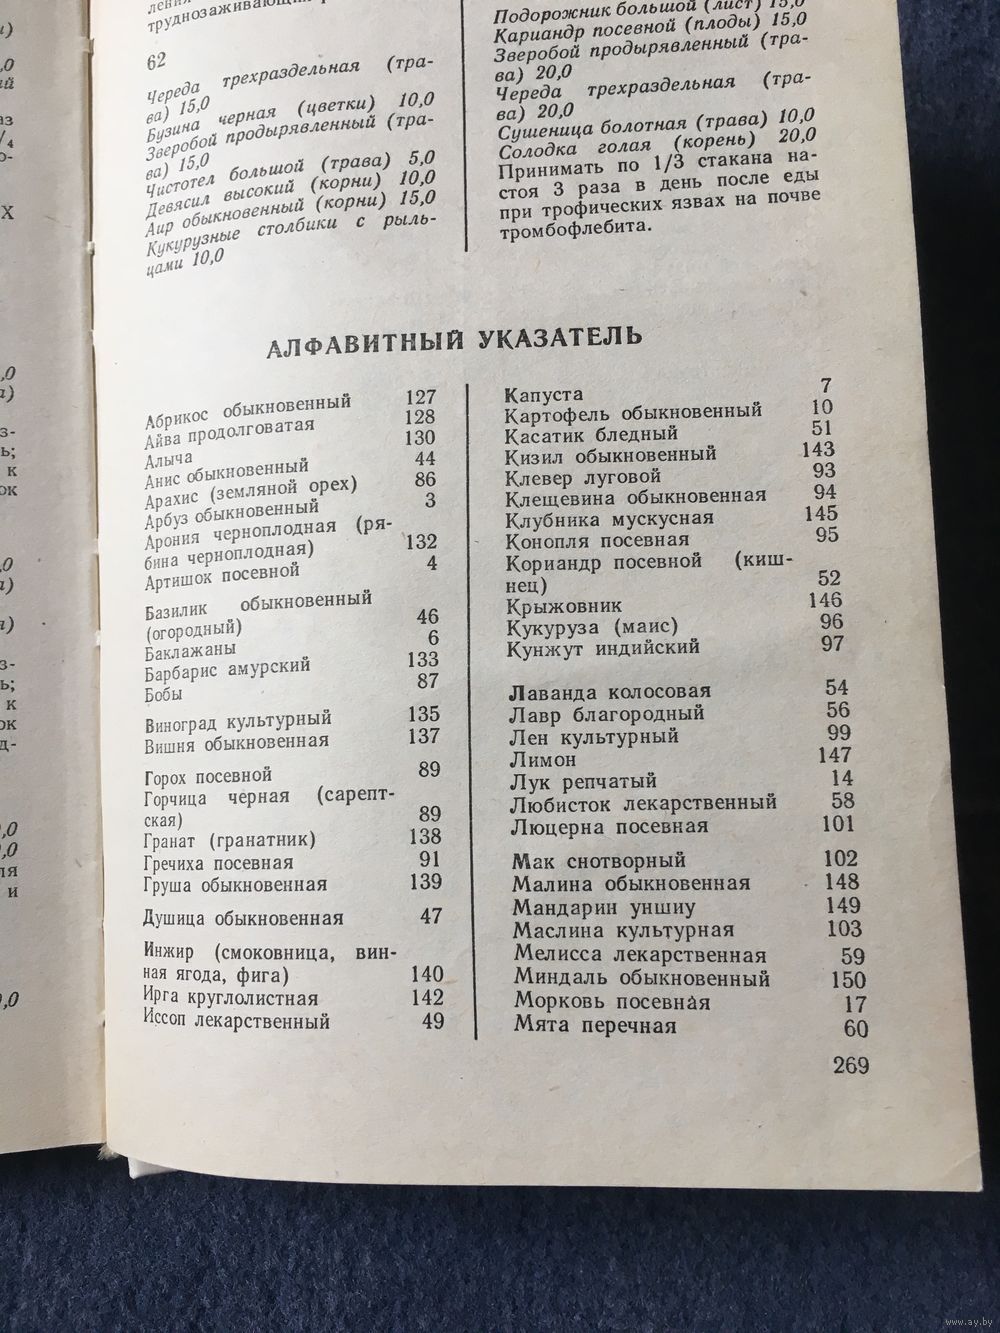 труднозаживающи
62
Череда трехраздельная (тра-
ва) 15,0
Бузина черная (цветки) 10,0
Зверобой продырявленный (тра-
ва) 15,0
Чистотел большой (трава) 5,0
Девясил высокий (корни) 10,0
Аир обыкновенный (корни) 15,0
Кукурузные столбики с рыль-
цами 10,0
Подорожник большой (лист) 15,0
Кариандр посевной (плоды) 15,0
Зверобой продырявленный (тра-
ва) 20,0
Череда трехраздельная (тра-
ва) 20,0
Сушеница болотная (трава) 10,0
Солодка голая (корень) 20,0
Принимать по 1/3 стакана на-
стоя 3 раза в день после еды
при трофических язвах на почве
тромбофлебита.
АЛФАВИТНЫЙ УКАЗАТЕЛЬ
Абрикос обыкновенный 127
Айва продолговатая 128
Алыча 130
Анис обыкновенный 44
Арахис (земляной орех) 86
Арбуз обыкновенный 3
Арония черноплодная (ря-
бина черноплодная) 132
Артишок посевной 4
Базилик обыкновенный
(огородный) 46
Баклажаны 6
Барбарис амурский 133
Бобы 87
Виноград культурный 135
Вишня обыкновенная 137
Горох посевной 89
Горчица черная (сарепт-
ская) 89
Гранат (гранатник) 138
Гречиха посевная 91
Груша обыкновенная 139
Душица обыкновенная 47
Инжир (смоковница, вин-
ная ягода, фига) 140
Ирга круглолистная 142
Иссоп лекарственный 49
Капуста 7
Картофель обыкновенный 10
Касатик бледный 51
Кизил обыкновенный 143
Клевер луговой 93
Клещевина обыкновенная 94
Клубника мускусная 145
Конопля посевная 95
Кориандр посевной (киш-
нец) 52
Крыжовник 146
Кукуруза (маис) 96
Кунжут индийский 97
Лаванда колосовая 54
Лавр благородный 56
Лен культурный 99
Лимон 147
Лук репчатый 14
Любисток лекарственный 58
Люцерна посевная 101
Мак снотворный 102
Малина обыкновенная 148
Мандарин уншиу 149
Маслина культурная 103
Мелисса лекарственная 59
Миндаль обыкновенный 150
Морковь посевная 17
Мята перечная 60
269
www.ay.by